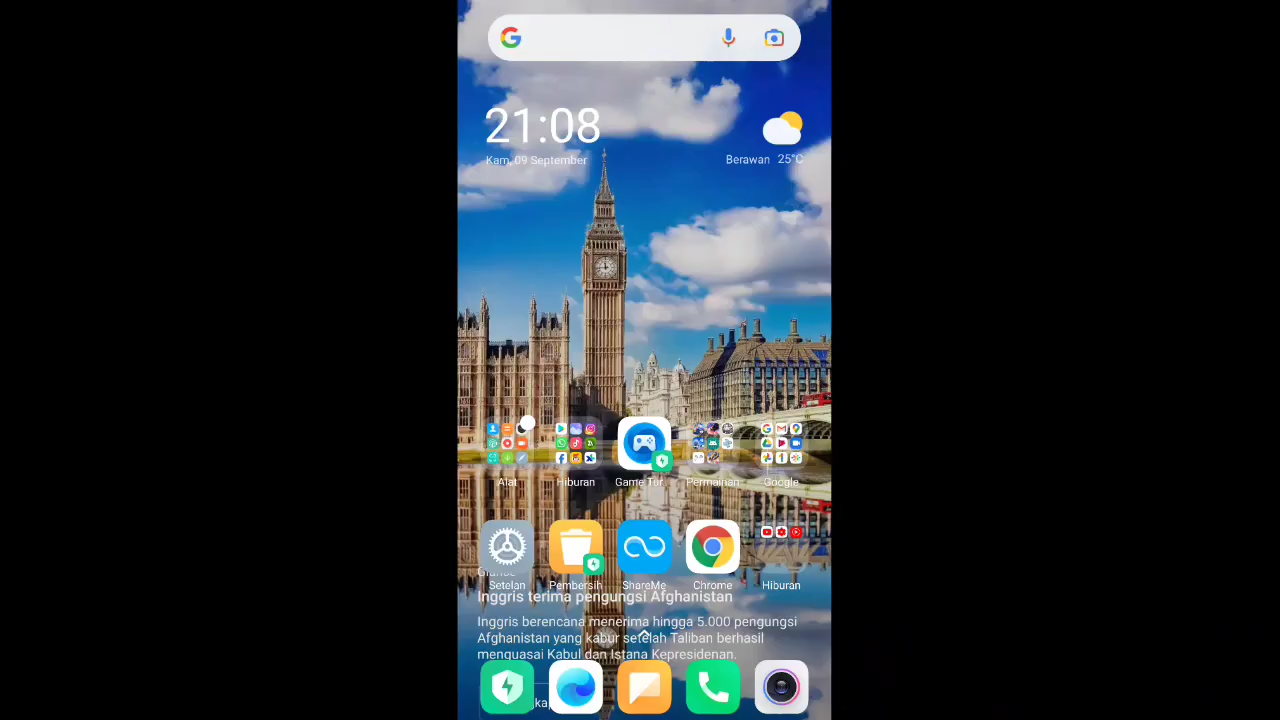 21:08
Kam, 09 September
Berawan 25°C
Alat
Hiburan
Game Tur
Permainan
Google
Setelan
Pembersih
ShareMe
Chrome
Hiburan
Glance
Inggris terima pengungsi Afghanistan
Inggris berencana menerima hingga 5.000 pengungsi
Afghanistan yang kabur setelah Taliban berhasil
menguasai Kabul dan Istana Kepresidenan.